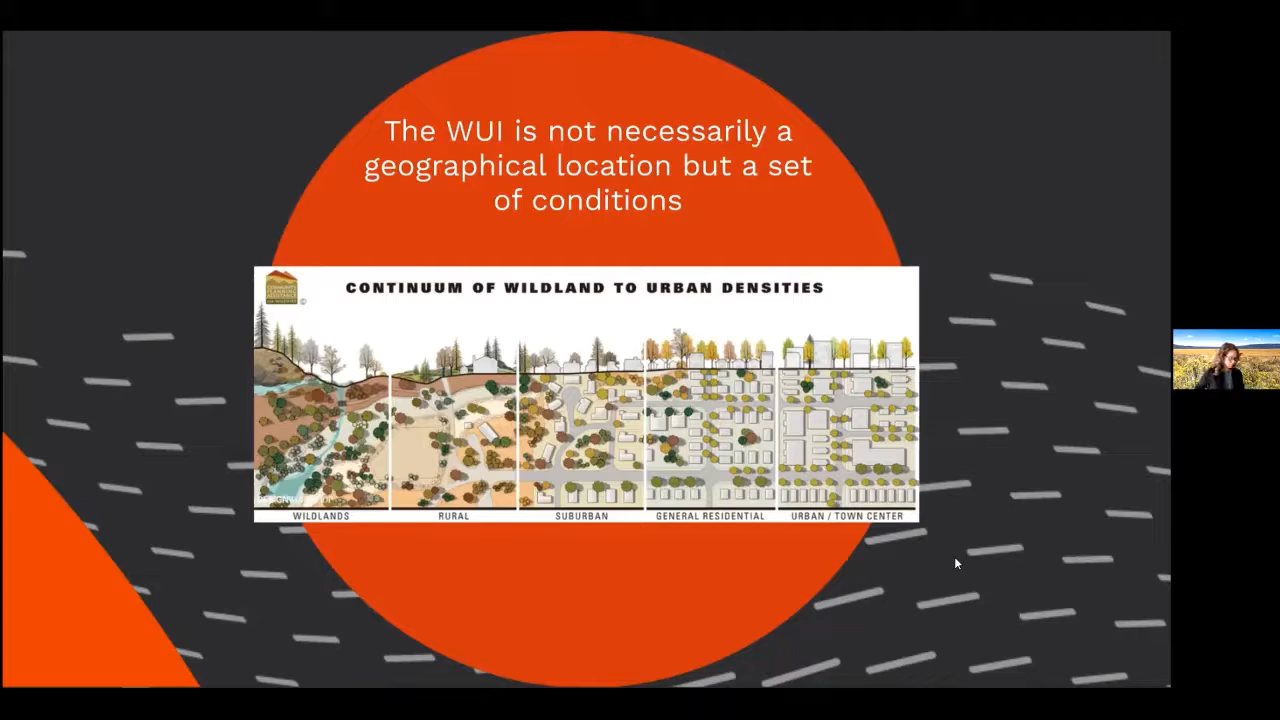 The WUI is not necessarily a
geographical location but a set
of conditions
CONTINUUM OF WILDLAND TO URBAN DENSITIES
WILDLANDS
RURAL
SUBURBAN
GENERAL RESIDENTIAL
URBAN / TOWN CENTER